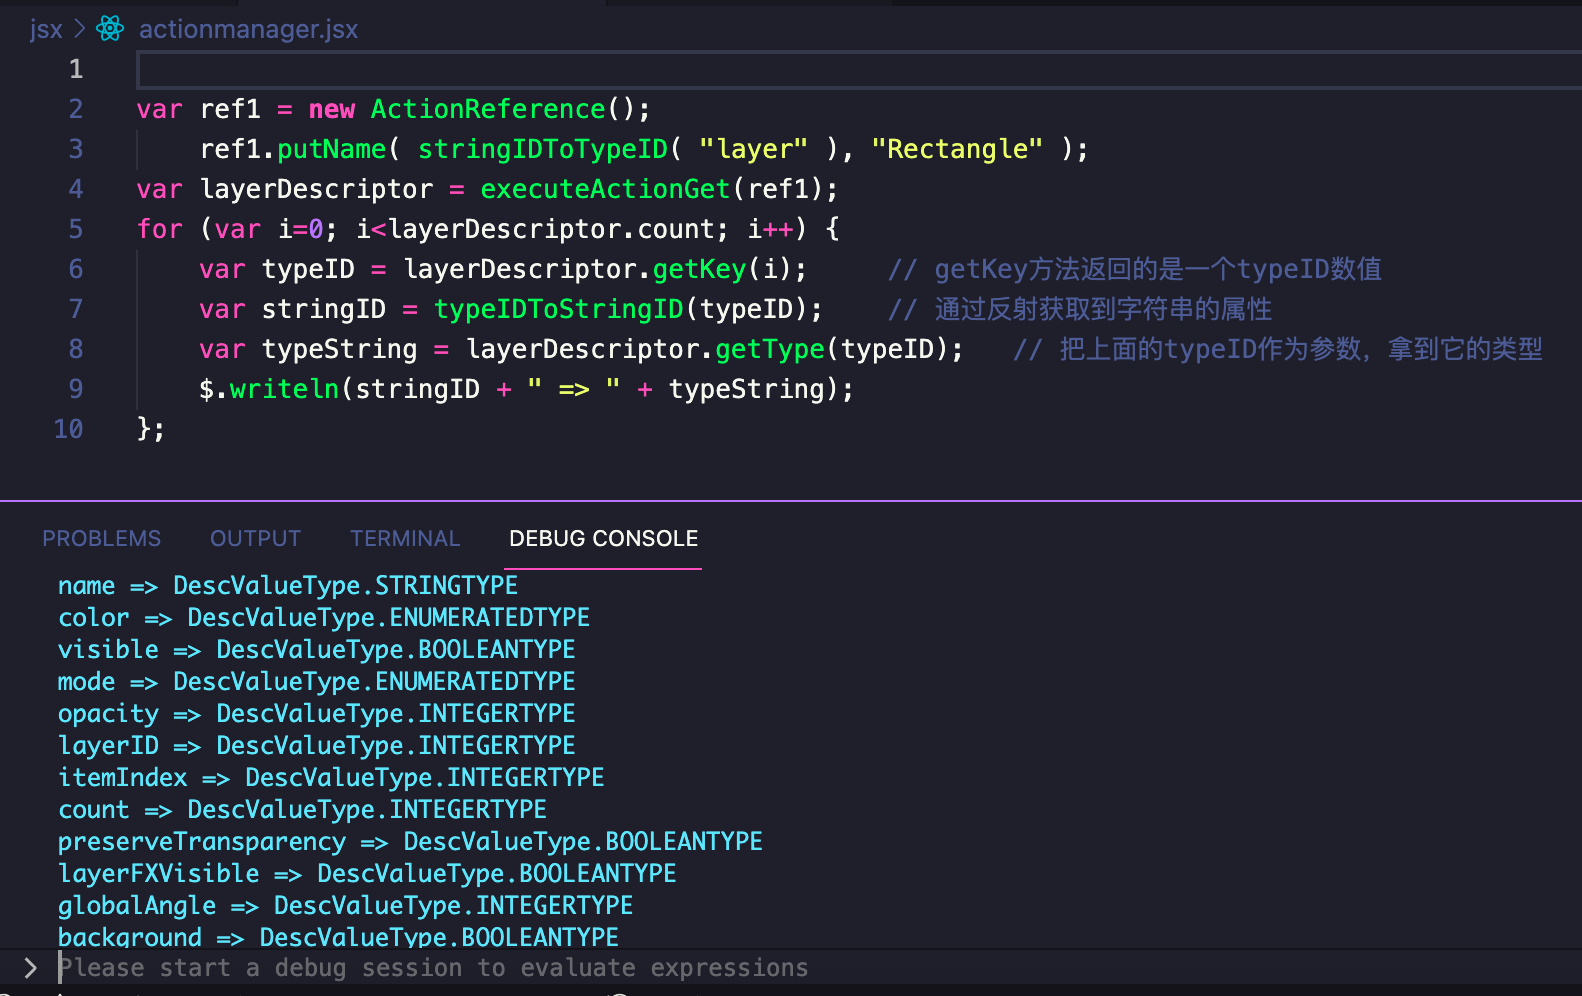 jsx > actionmanager.jsx
1
2 var ref1 = new ActionReference();
3 ref1.putName( stringIDToTypeID( "layer" ), "Rectangle" );
4 var layerDescriptor = executeActionGet(ref1);
5 for (var i=0; i<layerDescriptor.count; i++) {
6 var typeID = layerDescriptor.getKey(i); // getKey方法返回的是一个typeID数值
7 var stringID = typeIDToStringID(typeID); // 通过反射获取到字符串的属性
8 var typeString = layerDescriptor.getType(typeID); // 把上面的typeID作为参数，拿到它的类型
9 $.writeln(stringID + " => " + typeString);
10 };
PROBLEMS OUTPUT TERMINAL DEBUG CONSOLE
name => DescValueType.STRINGTYPE
color => DescValueType.ENUMERATEDTYPE
visible => DescValueType.BOOLEANTYPE
mode => DescValueType.ENUMERATEDTYPE
opacity => DescValueType.INTEGERTYPE
layerID => DescValueType.INTEGERTYPE
itemIndex => DescValueType.INTEGERTYPE
count => DescValueType.INTEGERTYPE
preserveTransparency => DescValueType.BOOLEANTYPE
layerFXVisible => DescValueType.BOOLEANTYPE
globalAngle => DescValueType.INTEGERTYPE
background => DescValueType.BOOLEANTYPE
> Please start a debug session to evaluate expressions